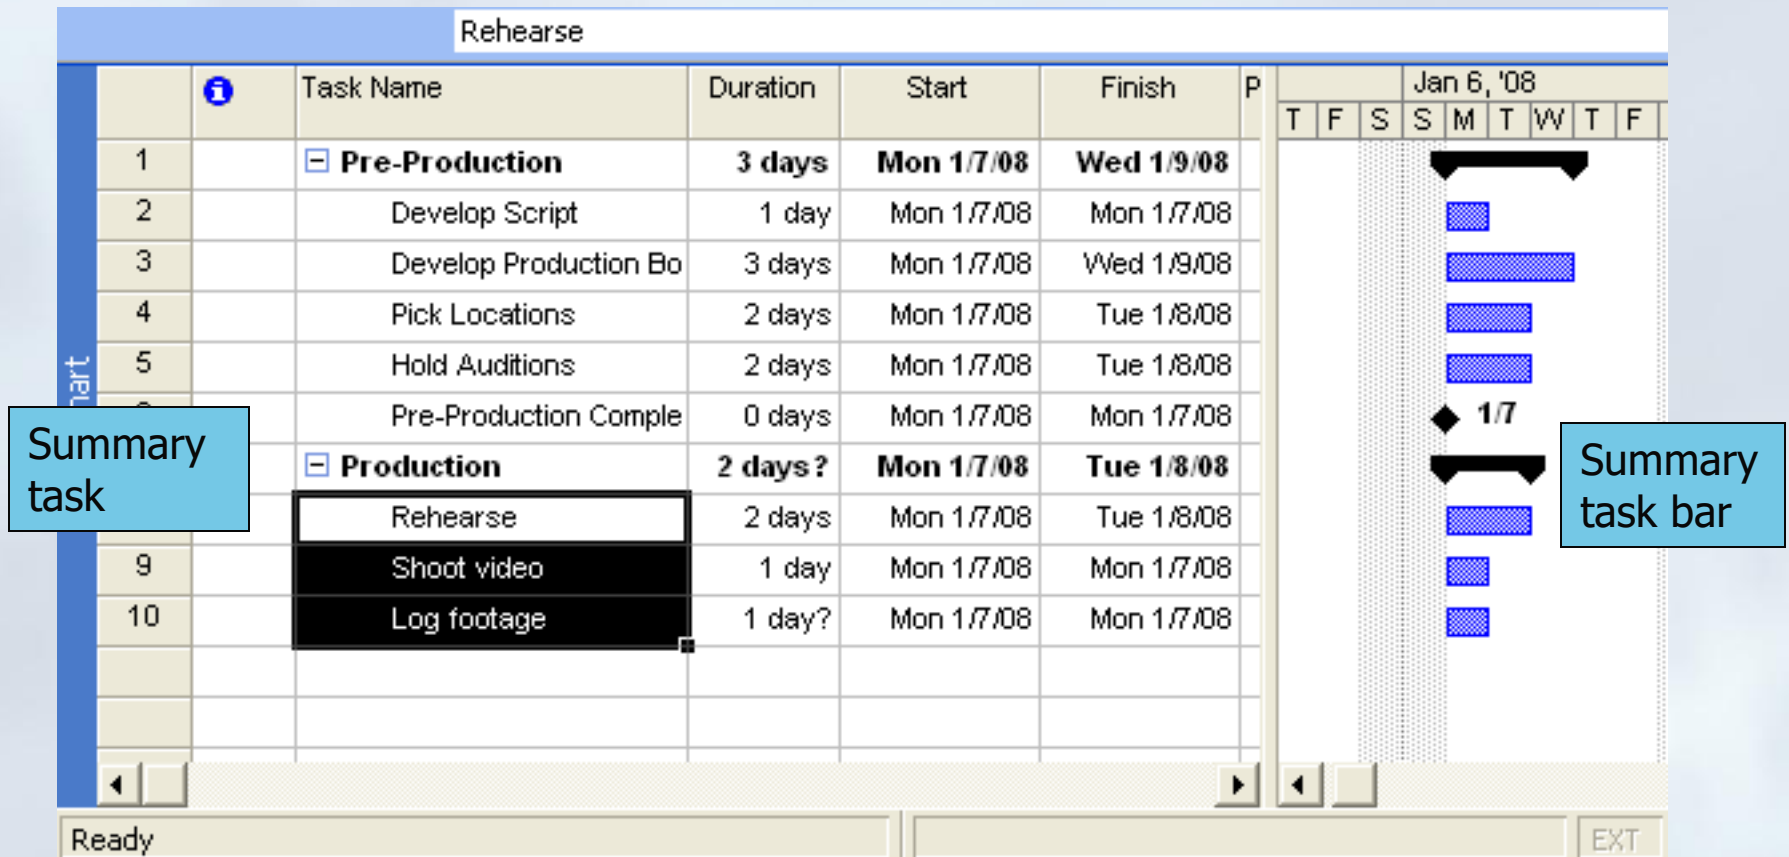 Rehearse
Task Name Duration Start Finish P Jan 6, '08
T F S S M T W T F
1 Pre-Production 3 days Mon 1/7/08 Wed 1/9/08
2 Develop Script 1 day Mon 1/7/08 Mon 1/7/08
3 Develop Production Bo 3 days Mon 1/7/08 Wed 1/9/08
4 Pick Locations 2 days Mon 1/7/08 Tue 1/8/08
5 Hold Auditions 2 days Mon 1/7/08 Tue 1/8/08
Pre-Production Comple 0 days Mon 1/7/08 Mon 1/7/08 1/7
Summary
task
Production 2 days? Mon 1/7/08 Tue 1/8/08
Summary
task bar
Rehearse 2 days Mon 1/7/08 Tue 1/8/08
9 Shoot video 1 day Mon 1/7/08 Mon 1/7/08
10 Log footage 1 day? Mon 1/7/08 Mon 1/7/08
Ready EXT